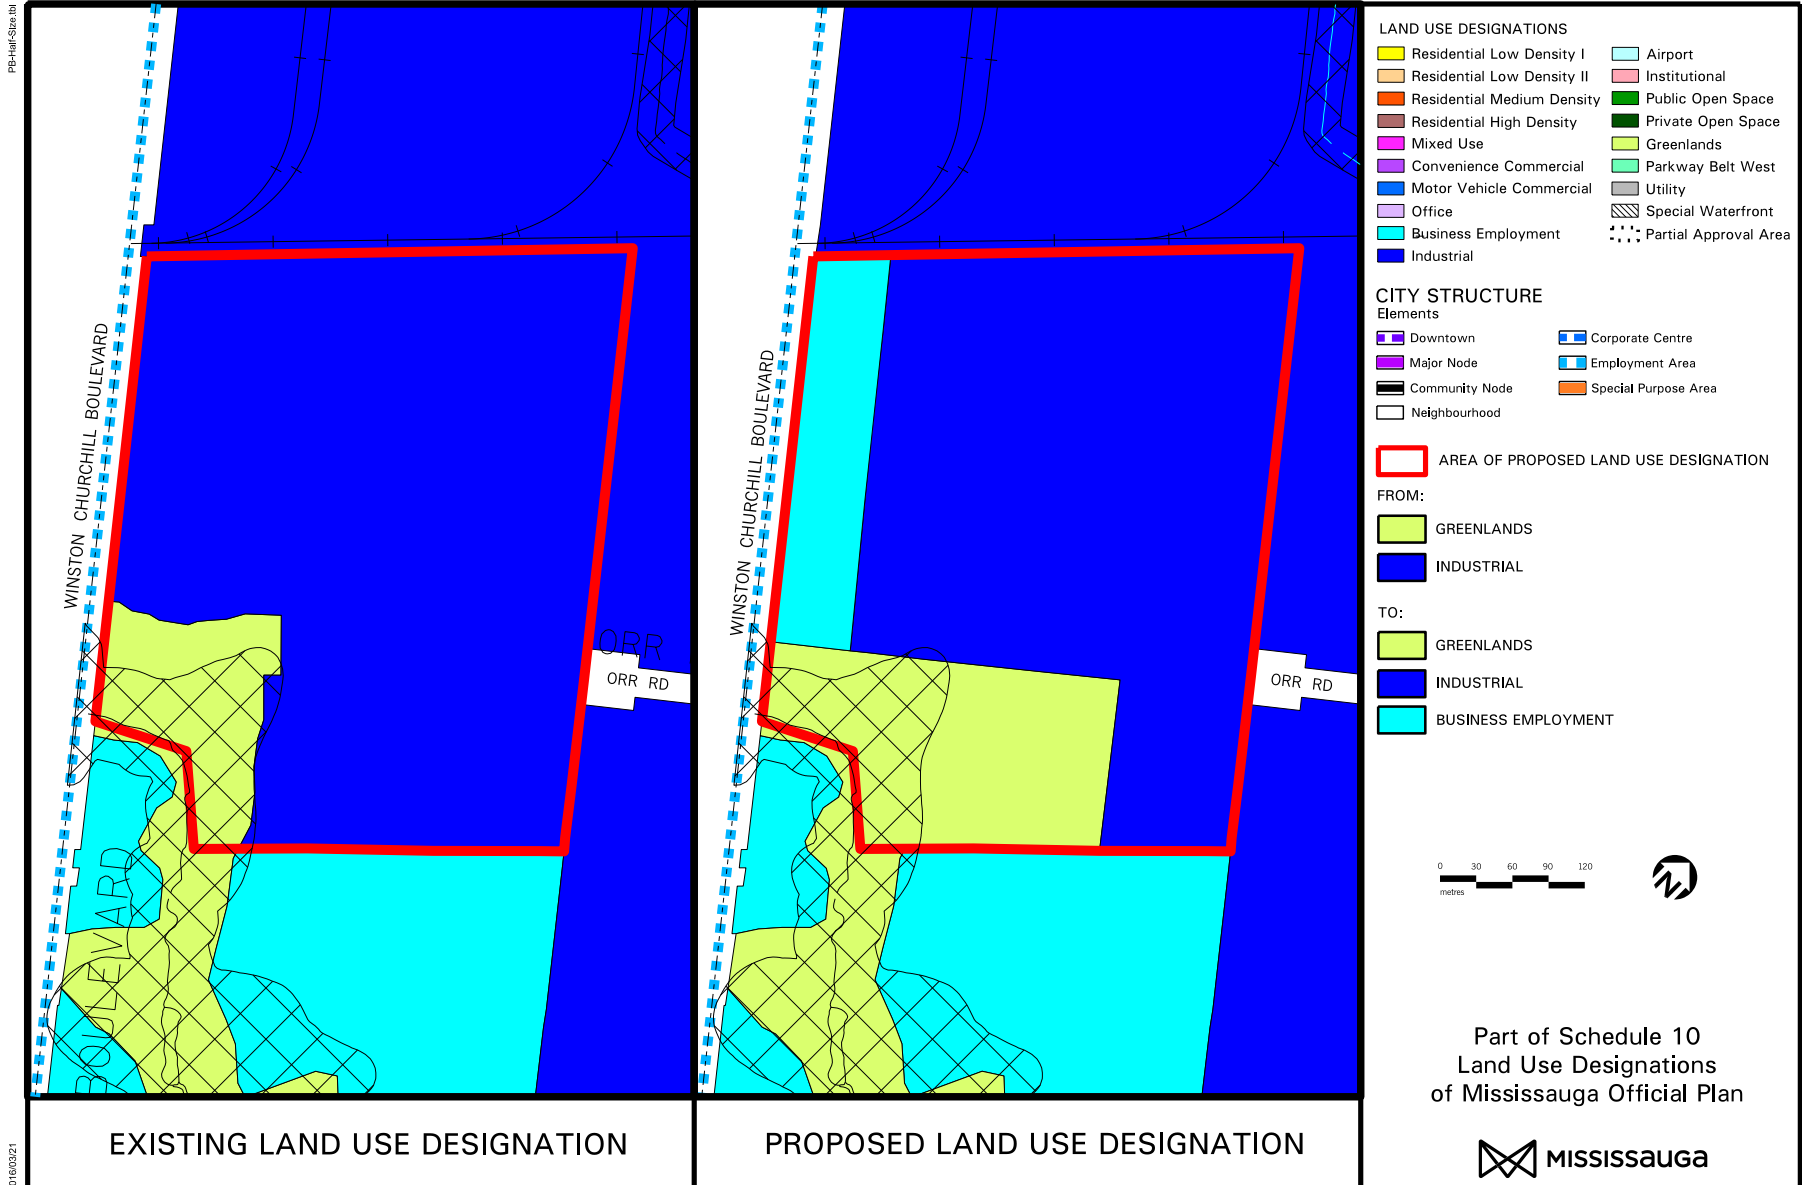 PB-Half-Size.tbl
016/03/21
WINSTON CHURCHILL BOULEVARD
ORR
ORR RD
BOULEVARD
EXISTING LAND USE DESIGNATION
WINSTON CHURCHILL BOULEVARD
ORR RD
PROPOSED LAND USE DESIGNATION
LAND USE DESIGNATIONS
Residential Low Density I
Residential Low Density II
Residential Medium Density
Residential High Density
Mixed Use
Convenience Commercial
Motor Vehicle Commercial
Office
Business Employment
Industrial
Airport
Institutional
Public Open Space
Private Open Space
Greenlands
Parkway Belt West
Utility
Special Waterfront
Partial Approval Area
CITY STRUCTURE
Elements
Downtown
Major Node
Community Node
Neighbourhood
Corporate Centre
Employment Area
Special Purpose Area
AREA OF PROPOSED LAND USE DESIGNATION
FROM:
GREENLANDS
INDUSTRIAL
TO:
GREENLANDS
INDUSTRIAL
BUSINESS EMPLOYMENT
0 30 60 90 120
metres
Part of Schedule 10
Land Use Designations
of Mississauga Official Plan
MISSISSauGa